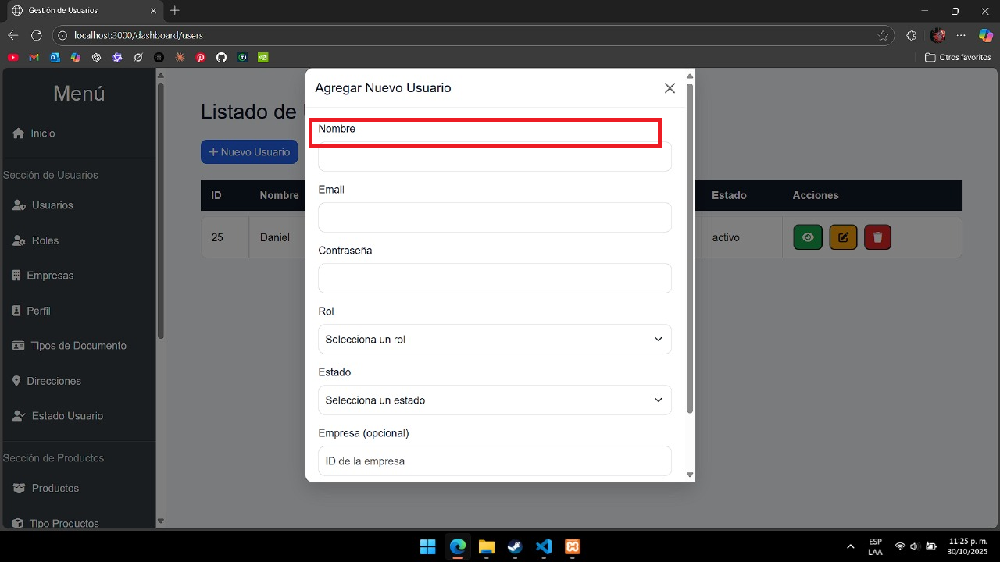 Gestión de Usuarios
localhost:3000/dashboard/users
Otros favoritos
Menú
Inicio
Sección de Usuarios
Usuarios
Roles
Empresas
Perfil
Tipos de Documento
Direcciones
Estado Usuario
Sección de Productos
Productos
Tipo Productos
Listado de
+ Nuevo Usuario
ID Nombre Estado Acciones
25 Daniel activo
Agregar Nuevo Usuario
Nombre
Email
Contraseña
Rol
Selecciona un rol
Estado
Selecciona un estado
Empresa (opcional)
ID de la empresa
ESP
LAA
11:25 p. m.
30/10/2025